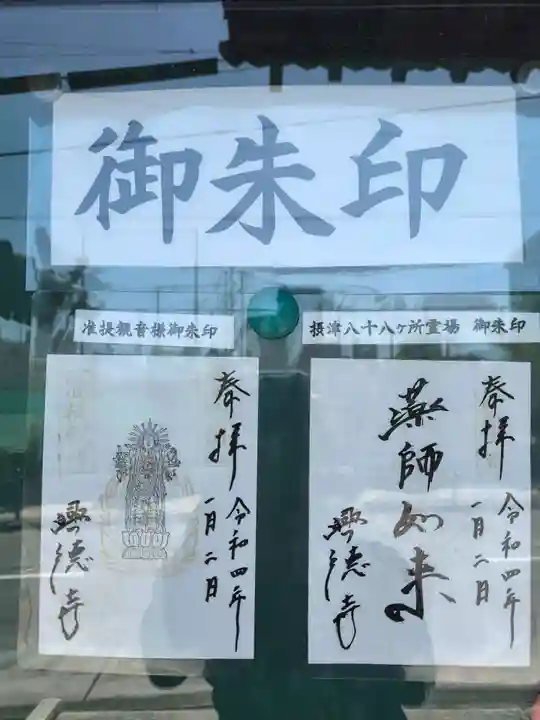 御朱印
准提観音様御朱印
奉拝
令和四年
一月二日
興徳寺
摂津八十八ヶ所霊場 御朱印
奉拝
令和四年
一月二日
薬師如来
興徳寺